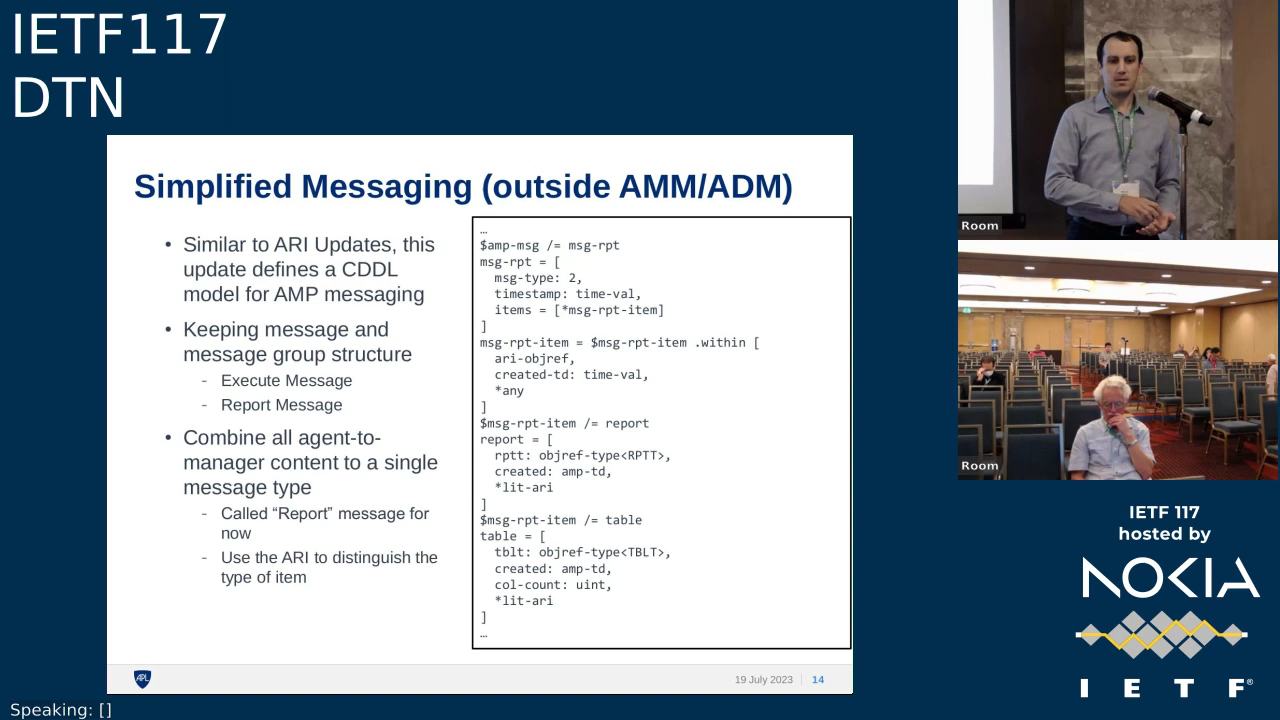 IETF117
DTN
Simplified Messaging (outside AMM/ADM)
• Similar to ARI Updates, this
update defines a CDDL
model for AMP messaging
• Keeping message and
message group structure
- Execute Message
- Report Message
• Combine all agent-to-
manager content to a single
message type
- Called “Report” message for
now
- Use the ARI to distinguish the
type of item
…
$amp-msg /= msg-rpt
msg-rpt = [
  msg-type: 2,
  timestamp: time-val,
  items = [*msg-rpt-item]
]
msg-rpt-item = $msg-rpt-item .within [
  ari-objref,
  created-td: time-val,
  *any
]
$msg-rpt-item /= report
report = [
  rptt: objref-type<RPTT>,
  created: amp-td,
  *lit-ari
]
$msg-rpt-item /= table
table = [
  tblt: objref-type<TBLT>,
  created: amp-td,
  col-count: uint,
  *lit-ari
]
…
APL
19 July 2023 | 14
Room
Room
IETF 117
hosted by
NOKIA
I E T F®
Speaking: []